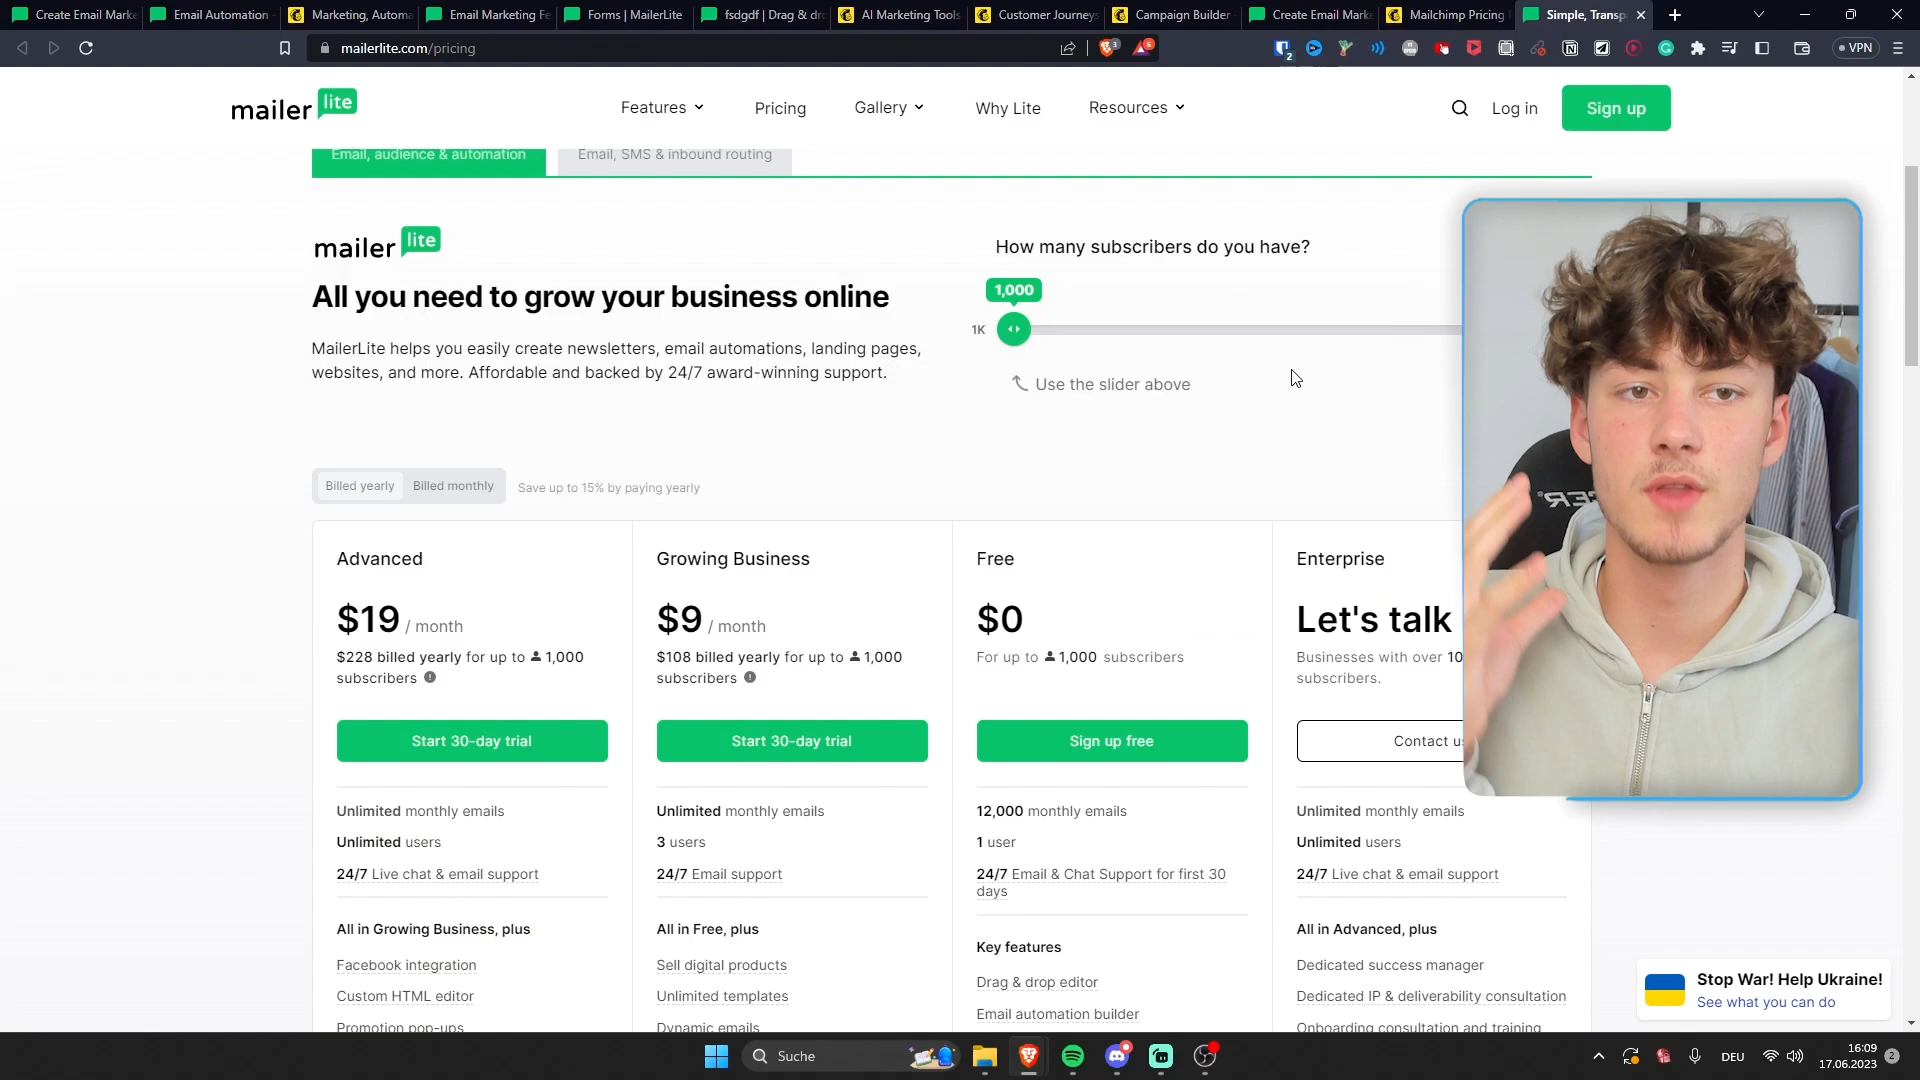 Create Email Marke
Email Automation -
Marketing, Automa
Email Marketing Fe
Forms | MailerLite
fsdgdf | Drag & dr
AI Marketing Tools
Customer Journeys
Campaign Builder -
Create Email Marke
Mailchimp Pricing
Simple, Transp
mailerlite.com/pricing
VPN
mailer lite
Features
Pricing
Gallery
Why Lite
Resources
Log in
Sign up
Email, audience & automation
Email, SMS & inbound routing
mailer lite
All you need to grow your business online
MailerLite helps you easily create newsletters, email automations, landing pages,
websites, and more. Affordable and backed by 24/7 award-winning support.
How many subscribers do you have?
1,000
1K
Use the slider above
Billed yearly
Billed monthly
Save up to 15% by paying yearly
Advanced
$19 / month
$228 billed yearly for up to 1,000
subscribers
Start 30-day trial
Unlimited monthly emails
Unlimited users
24/7 Live chat & email support
All in Growing Business, plus
Facebook integration
Custom HTML editor
Promotion pop-ups
Growing Business
$9 / month
$108 billed yearly for up to 1,000
subscribers
Start 30-day trial
Unlimited monthly emails
3 users
24/7 Email support
All in Free, plus
Sell digital products
Unlimited templates
Dynamic emails
Free
$0
For up to 1,000 subscribers
Sign up free
12,000 monthly emails
1 user
24/7 Email & Chat Support for first 30
days
Key features
Drag & drop editor
Email automation builder
Enterprise
Let's talk
Businesses with over 10
subscribers.
Contact us
Unlimited monthly emails
Unlimited users
24/7 Live chat & email support
All in Advanced, plus
Dedicated success manager
Dedicated IP & deliverability consultation
Onboarding consultation and training
Stop War! Help Ukraine!
See what you can do
Suche
DEU
16:09
17.06.2023
2